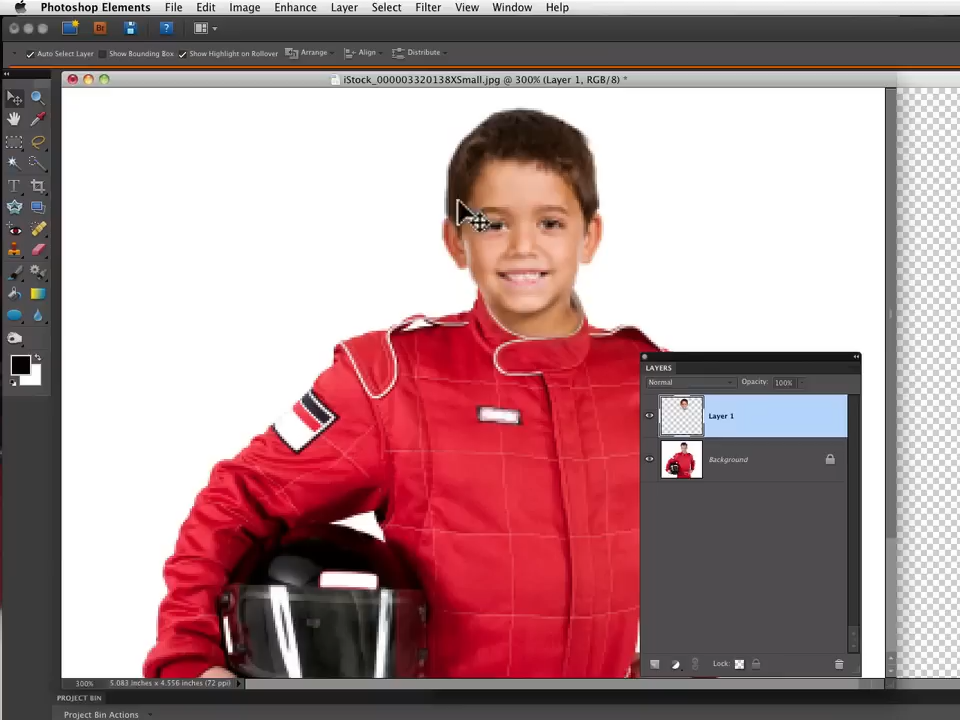 Photoshop Elements File Edit Image Enhance Layer Select Filter View Window Help
Br ?
Auto Select Layer Show Bounding Box Show Highlight on Rollover Arrange Align Distribute
iStock_000003320138XSmall.jpg @ 300% (Layer 1, RGB/8) *
T
LAYERS
Normal Opacity: 100%
Layer 1
Background
Lock:
300% 5.083 inches x 4.556 inches (72 ppi)
PROJECT BIN
Project Bin Actions